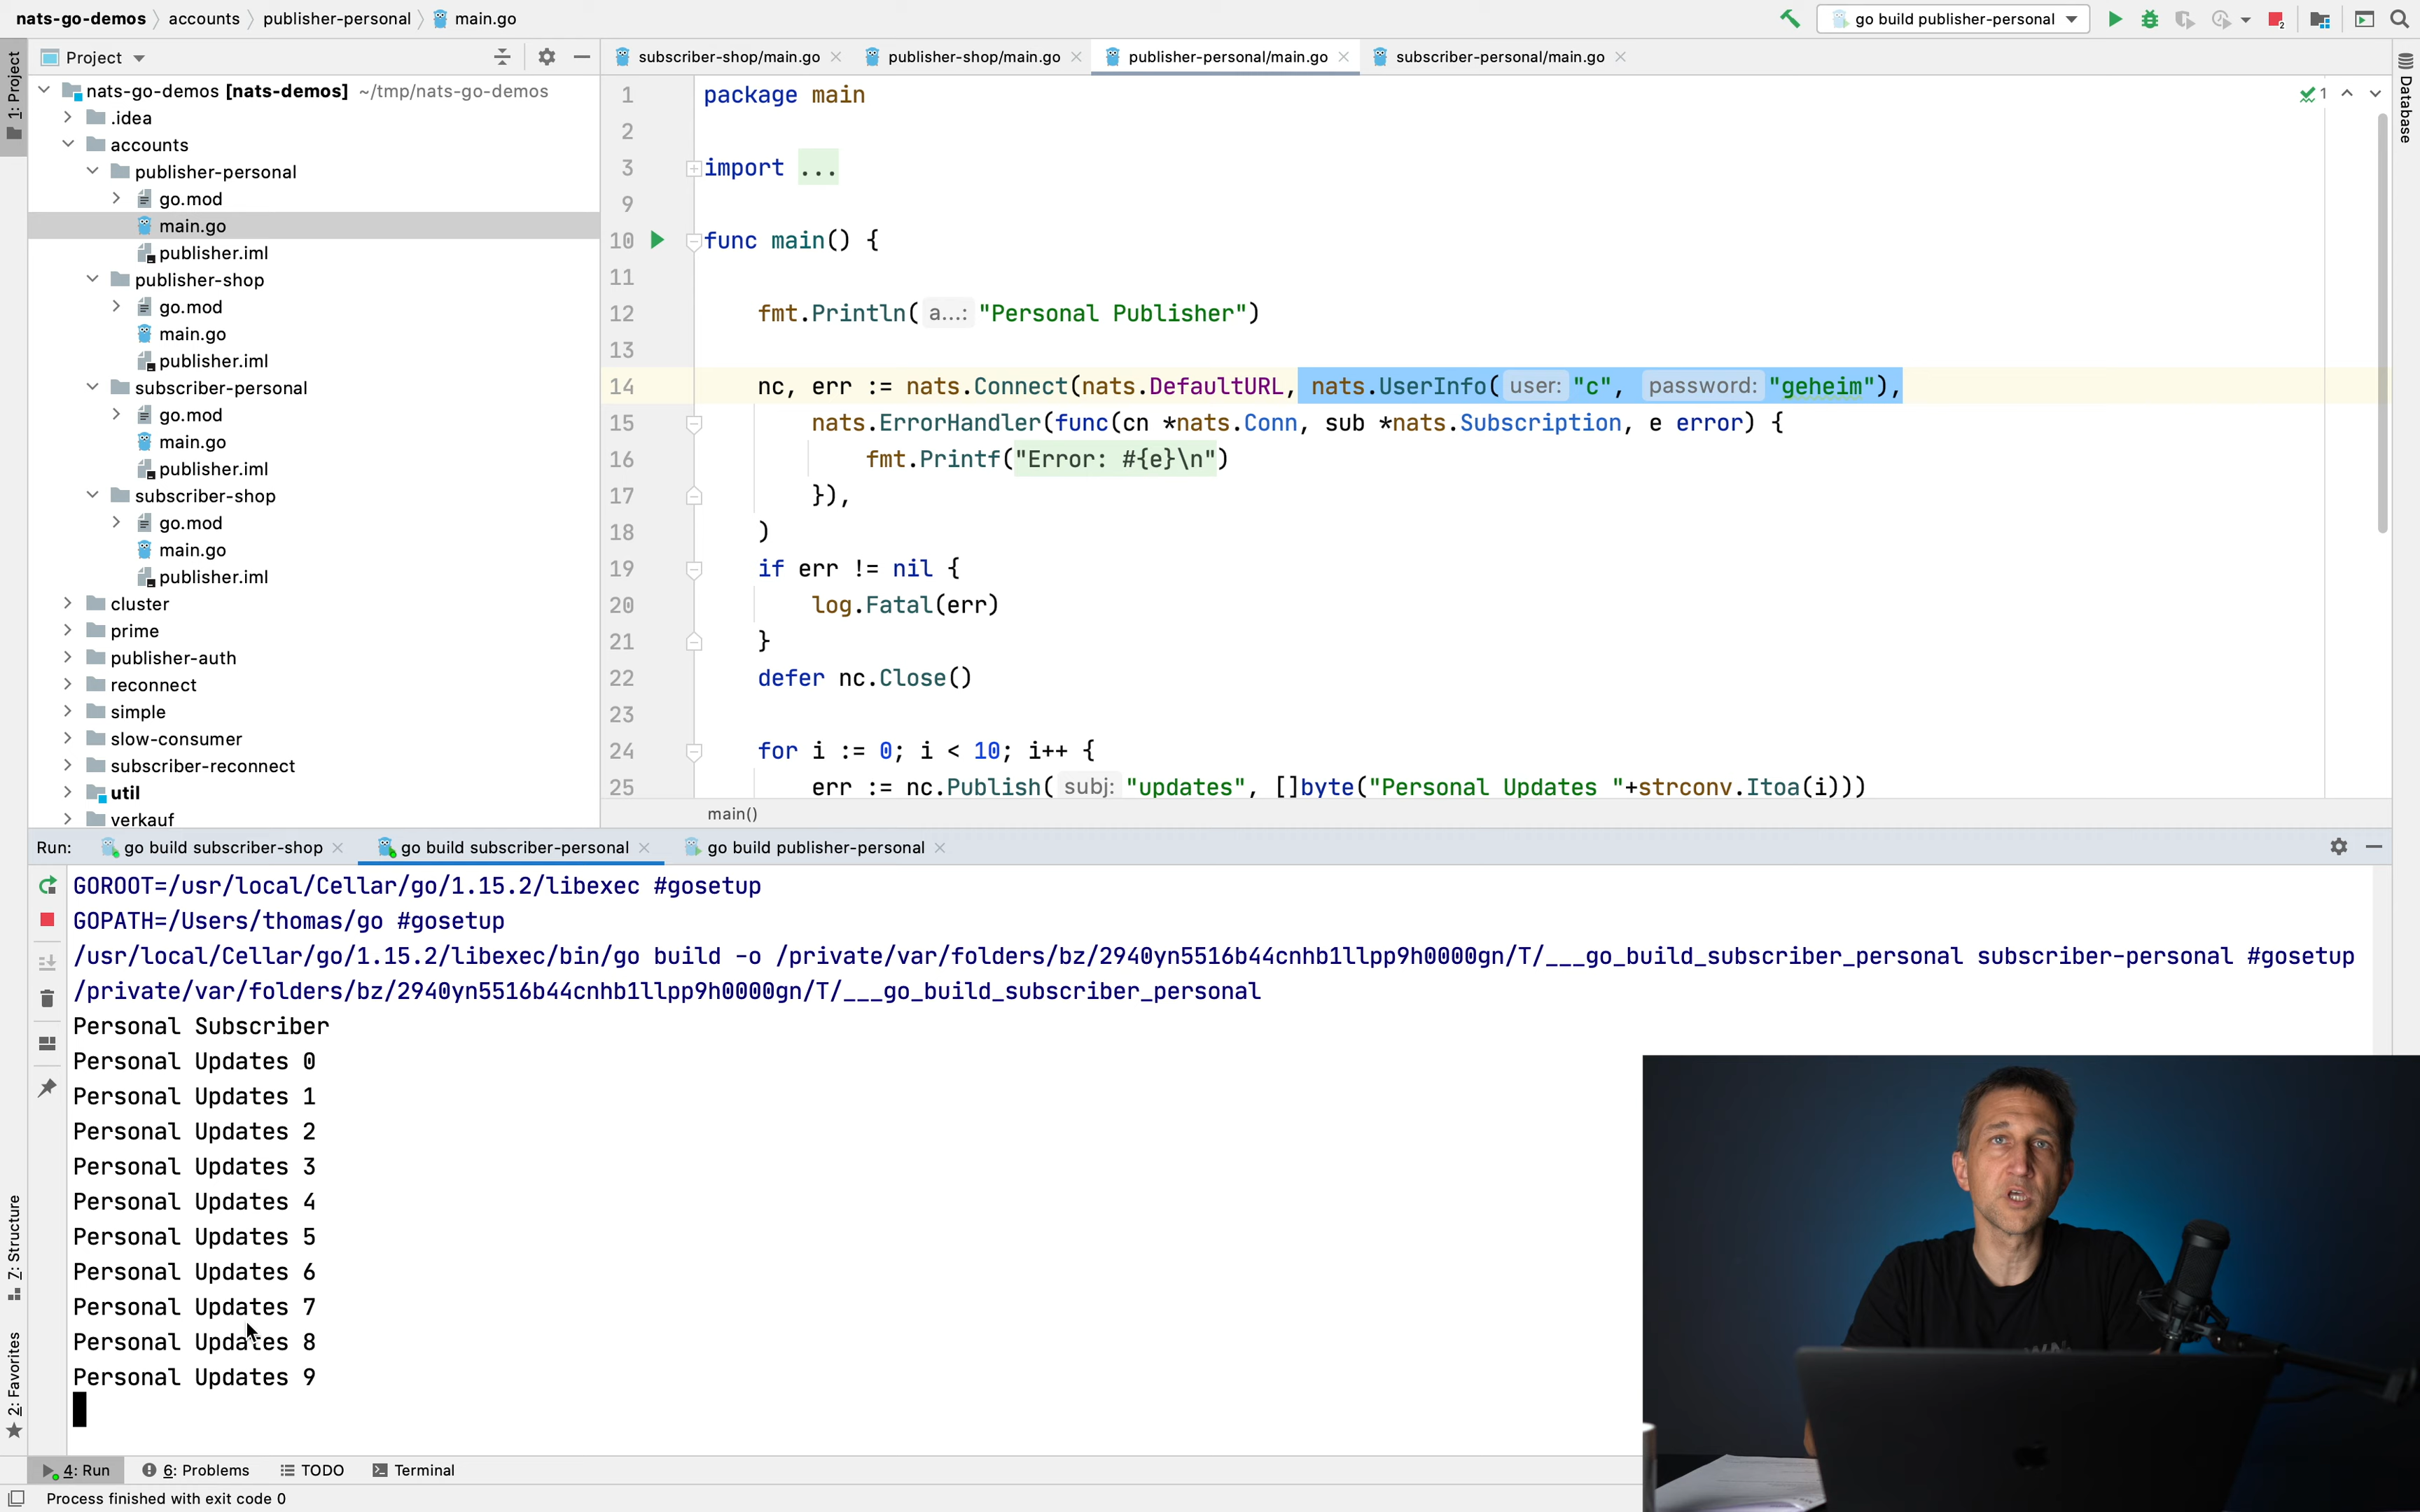 nats-go-demos accounts publisher-personal main.go
go build publisher-personal
Project
subscriber-shop/main.go publisher-shop/main.go publisher-personal/main.go subscriber-personal/main.go
1: Project
Database
nats-go-demos [nats-demos] ~/tmp/nats-go-demos
.idea
accounts
publisher-personal
go.mod
main.go
publisher.iml
publisher-shop
go.mod
main.go
publisher.iml
subscriber-personal
go.mod
main.go
publisher.iml
subscriber-shop
go.mod
main.go
publisher.iml
cluster
prime
publisher-auth
reconnect
simple
slow-consumer
subscriber-reconnect
util
verkauf
1
1 package main
2
3 import ...
9
10 func main() {
11
12 fmt.Println( a...: "Personal Publisher")
13
14 nc, err := nats.Connect(nats.DefaultURL, nats.UserInfo( user: "c", password: "geheim"),
15 nats.ErrorHandler(func(cn *nats.Conn, sub *nats.Subscription, e error) {
16 fmt.Printf("Error: #{e}\n")
17 }),
18 )
19 if err != nil {
20 log.Fatal(err)
21 }
22 defer nc.Close()
23
24 for i := 0; i < 10; i++ {
25 err := nc.Publish( subj: "updates", []byte("Personal Updates "+strconv.Itoa(i)))
main()
Run: go build subscriber-shop go build subscriber-personal go build publisher-personal
GOROOT=/usr/local/Cellar/go/1.15.2/libexec #gosetup
GOPATH=/Users/thomas/go #gosetup
/usr/local/Cellar/go/1.15.2/libexec/bin/go build -o /private/var/folders/bz/2940yn5516b44cnhb1llpp9h0000gn/T/___go_build_subscriber_personal subscriber-personal #gosetup
/private/var/folders/bz/2940yn5516b44cnhb1llpp9h0000gn/T/___go_build_subscriber_personal
Personal Subscriber
Personal Updates 0
Personal Updates 1
Personal Updates 2
Personal Updates 3
Personal Updates 4
Personal Updates 5
Personal Updates 6
Personal Updates 7
Personal Updates 8
Personal Updates 9
7: Structure
2: Favorites
4: Run 6: Problems TODO Terminal
Process finished with exit code 0